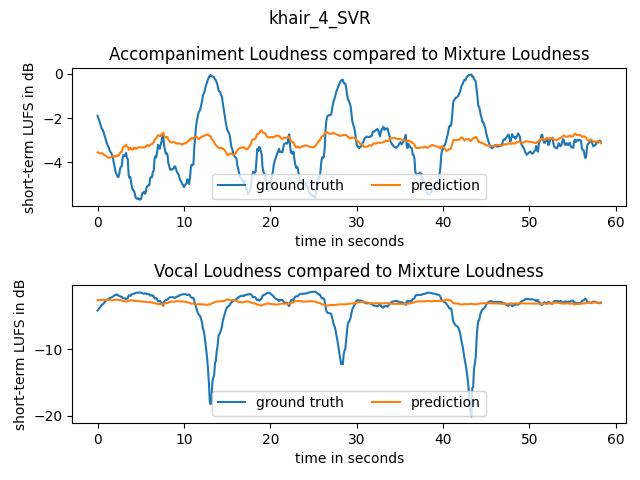 khair_4_SVR
Accompaniment Loudness compared to Mixture Loudness
short-term LUFS in dB
0
−2
−4
ground truth
prediction
0 10 20 30 40 50 60
time in seconds
Vocal Loudness compared to Mixture Loudness
short-term LUFS in dB
−10
−20
ground truth
prediction
0 10 20 30 40 50 60
time in seconds